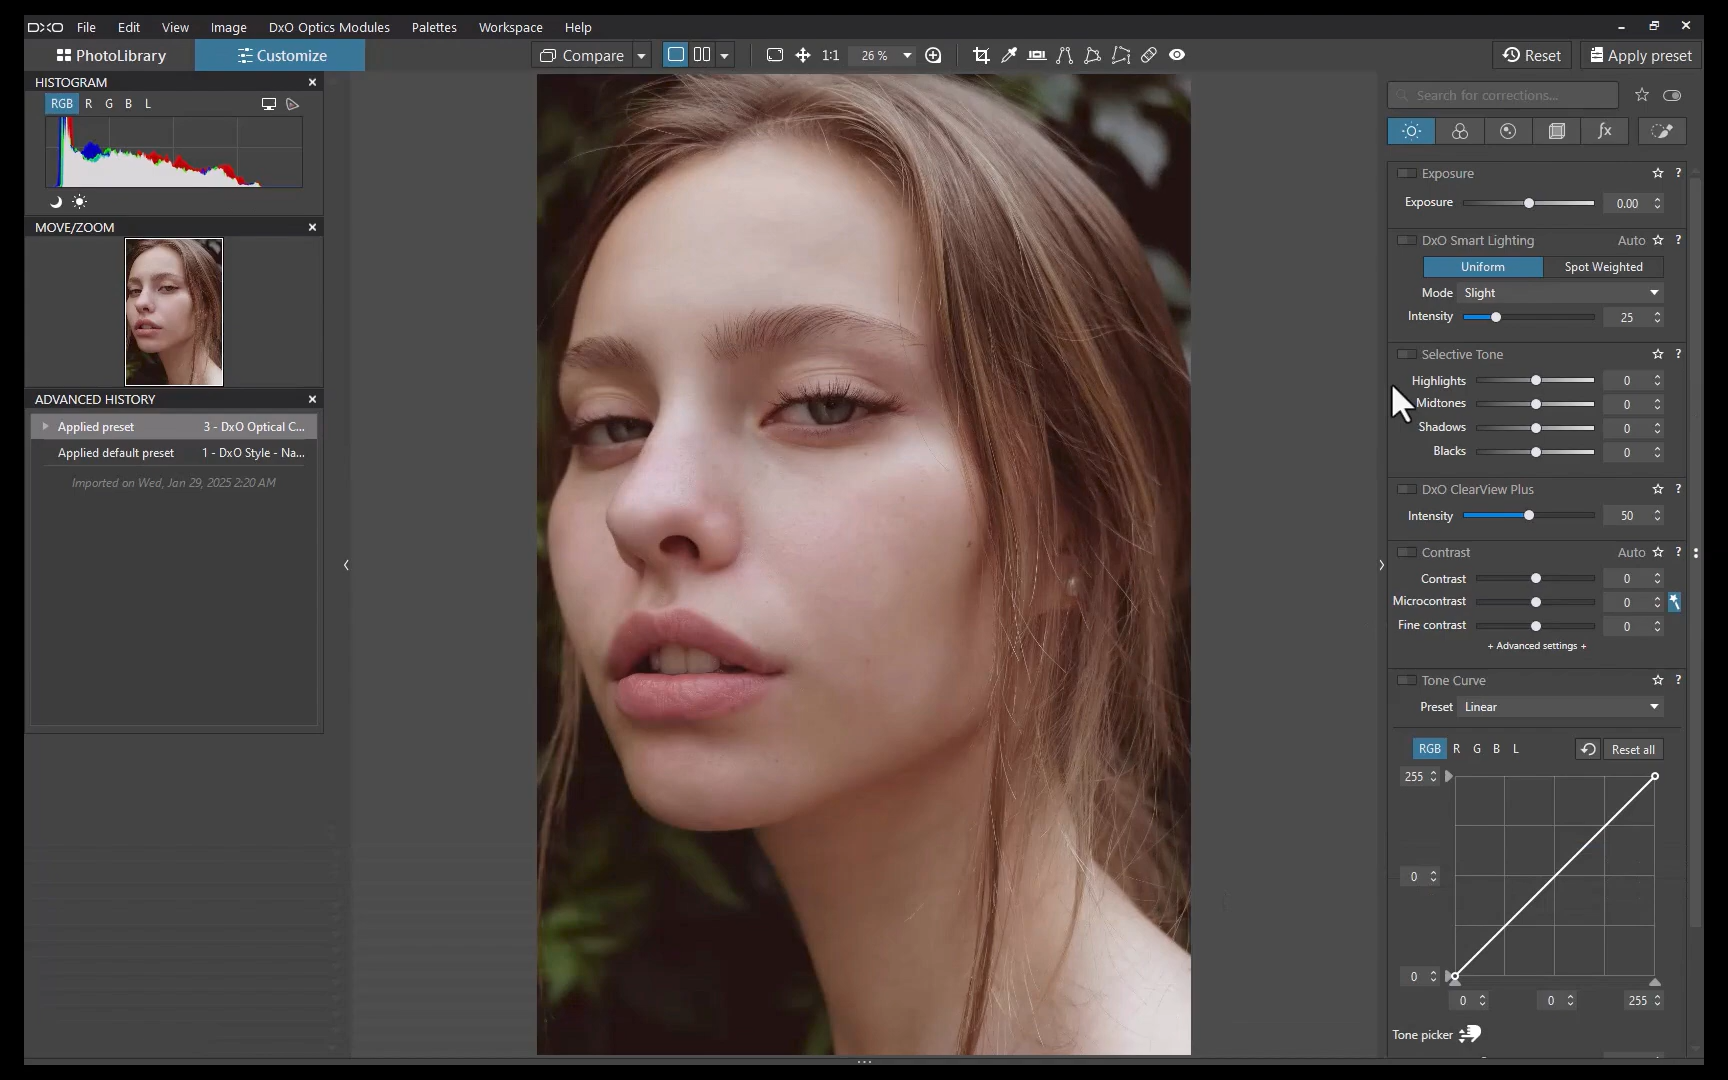 DXO File Edit View Image DxO Optics Modules Palettes Workspace Help
PhotoLibrary Customize Compare 1:1 26 % Reset Apply preset
HISTOGRAM
RGB R G B L
MOVE/ZOOM
ADVANCED HISTORY
Applied preset 3 - DxO Optical C...
Applied default preset 1 - DxO Style - Na...
Imported on Wed, Jan 29, 2025 2:20 AM
Search for corrections...
fx
Exposure ?
Exposure 0.00
DxO Smart Lighting Auto ?
Uniform Spot Weighted
Mode Slight
Intensity 25
Selective Tone ?
Highlights 0
Midtones 0
Shadows 0
Blacks 0
DxO ClearView Plus ?
Intensity 50
Contrast Auto ?
Contrast 0
Microcontrast 0
Fine contrast 0
+ Advanced settings +
Tone Curve ?
Preset Linear
RGB R G B L Reset all
255
0
0
0 0 255
Tone picker